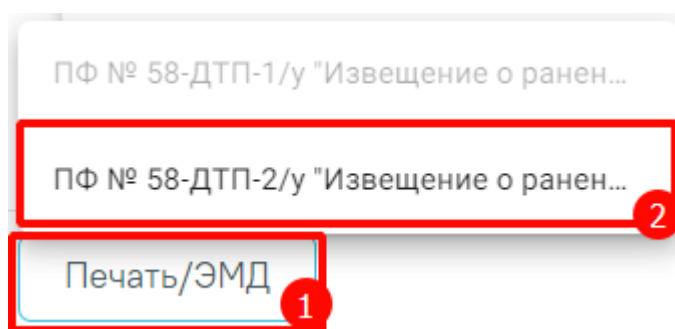 ПФ № 58-ДТП-1/у "Извещение о ранен...
ПФ № 58-ДТП-2/у "Извещение о ранен...
2
Печать/ЭМД
1